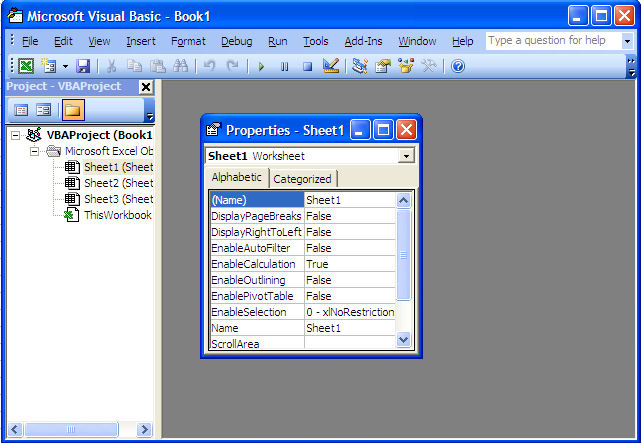 Microsoft Visual Basic - Book1
File Edit View Insert Format Debug Run Tools Add-Ins Window Help Type a question for help
Project - VBAProject
VBAProject (Book1
Microsoft Excel Ob
Sheet1 (Sheet
Sheet2 (Sheet
Sheet3 (Sheet
ThisWorkbook
Properties - Sheet1
Sheet1 Worksheet
Alphabetic Categorized
(Name) Sheet1
DisplayPageBreaks False
DisplayRightToLeft False
EnableAutoFilter False
EnableCalculation True
EnableOutlining False
EnablePivotTable False
EnableSelection 0 - xlNoRestriction
Name Sheet1
ScrollArea